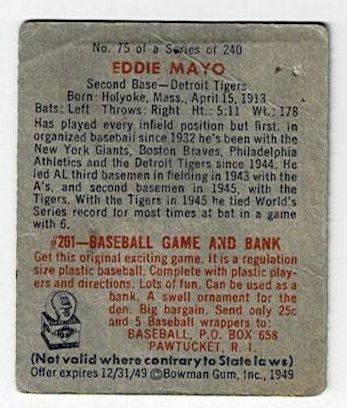 No. 75 of a Series of 240
EDDIE MAYO
Second Base—Detroit Tigers
Born: Holyoke, Mass., April 15, 1913
Bats: Left Throws: Right Ht.: 5:11 Wt.: 178
Has played every infield position but first. In
organized baseball since 1932 he's been with the
New York Giants, Boston Braves, Philadelphia
Athletics and the Detroit Tigers since 1944. He
led AL third basemen in fielding in 1943 with the
A's, and second basemen in 1945, with the
Tigers. With the Tigers in 1945 he tied World's
Series record for most times at bat in a game
with 6.
#201—BASEBALL GAME AND BANK
Get this original exciting game. It is a regulation
size plastic baseball. Complete with plastic players
and directions. Lots of fun. Can be used as a
bank. A swell ornament for the
den. Big bargain. Send only 25c
and 5 Baseball wrappers to:
BASEBALL, P.O. BOX 658
PAWTUCKET, R. I.
(Not valid where contrary to State laws)
Offer expires 12/31/49 ©Bowman Gum, Inc., 1949